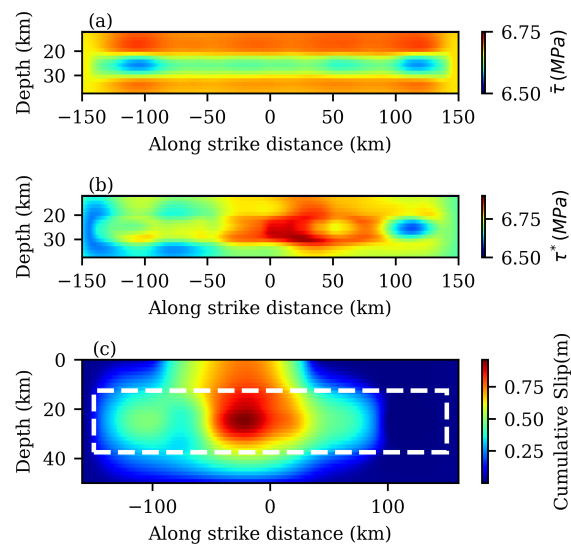 (a)
Depth (km)
20
30
−150 −100 −50 0 50 100 150
Along strike distance (km)
6.75
6.50
τ̄ (MPa)
(b)
Depth (km)
20
30
−150 −100 −50 0 50 100 150
Along strike distance (km)
6.75
6.50
τ* (MPa)
(c)
Depth (km)
0
20
40
−100 0 100
Along strike distance (km)
0.75
0.50
0.25
Cumulative Slip(m)